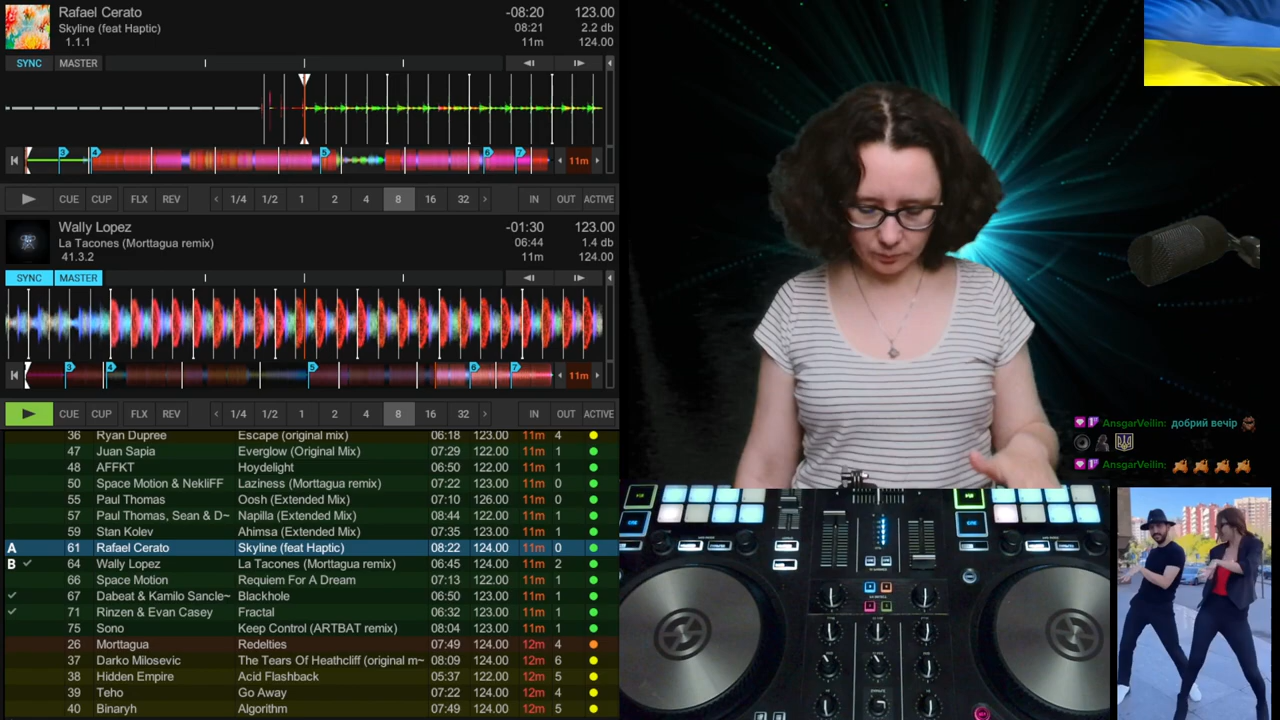 Rafael Cerato -08:20 123.00
Skyline (feat Haptic) 08:21 2.2 db
1.1.1 11m 124.00
SYNC MASTER
3 4 5 6 7 11m
CUE CUP FLX REV < 1/4 1/2 1 2 4 8 16 32 > IN OUT ACTIVE
Wally Lopez -01:30 123.00
La Tacones (Morttagua remix) 06:44 1.4 db
41.3.2 11m 124.00
SYNC MASTER
3 4 5 6 7 11m
CUE CUP FLX REV < 1/4 1/2 1 2 4 8 16 32 > IN OUT ACTIVE
36 Ryan Dupree Escape (original mix) 06:18 123.00 11m 4
47 Juan Sapia Everglow (Original Mix) 07:29 122.00 11m 1
48 AFFKT Hoydelight 06:50 122.00 11m 1
50 Space Motion & NekliFF Laziness (Morttagua remix) 07:22 123.00 11m 0
55 Paul Thomas Oosh (Extended Mix) 07:10 126.00 11m 0
57 Paul Thomas, Sean & D~ Napilla (Extended Mix) 08:44 122.00 11m 1
59 Stan Kolev Ahimsa (Extended Mix) 07:35 123.00 11m 1
A 61 Rafael Cerato Skyline (feat Haptic) 08:22 124.00 11m 0
B 64 Wally Lopez La Tacones (Morttagua remix) 06:45 124.00 11m 2
66 Space Motion Requiem For A Dream 07:13 122.00 11m 1
67 Dabeat & Kamilo Sancle~ Blackhole 06:50 123.00 11m 1
71 Rinzen & Evan Casey Fractal 06:32 123.00 11m 1
75 Sono Keep Control (ARTBAT remix) 08:04 123.00 11m 1
26 Morttagua Redelties 07:49 124.00 12m 4
37 Darko Milosevic The Tears Of Heathcliff (original m~ 08:09 124.00 12m 6
38 Hidden Empire Acid Flashback 05:37 122.00 12m 5
39 Teho Go Away 07:22 124.00 12m 4
40 Binaryh Algorithm 07:49 124.00 12m 5
AnsgarVeilin: добрий вечір
AnsgarVeilin: